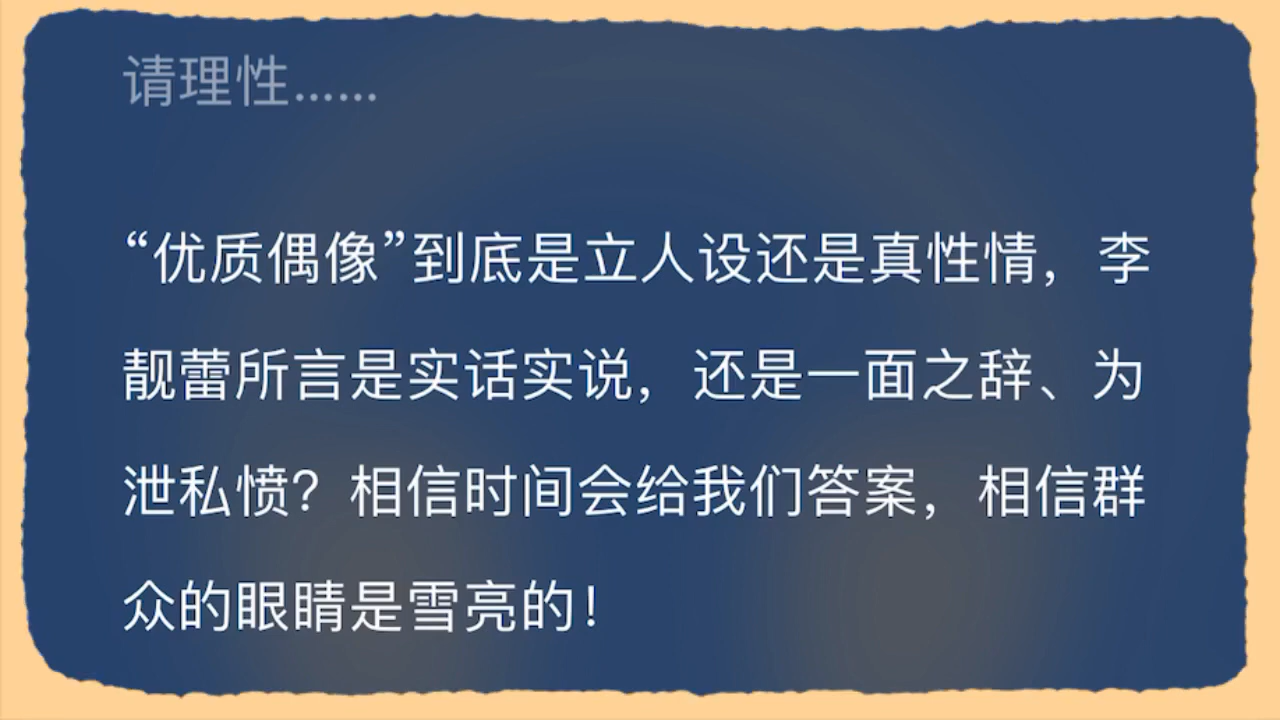 请理性……
“优质偶像”到底是立人设还是真性情，李
靓蕾所言是实话实说，还是一面之辞、为
泄私愤？相信时间会给我们答案，相信群
众的眼睛是雪亮的！